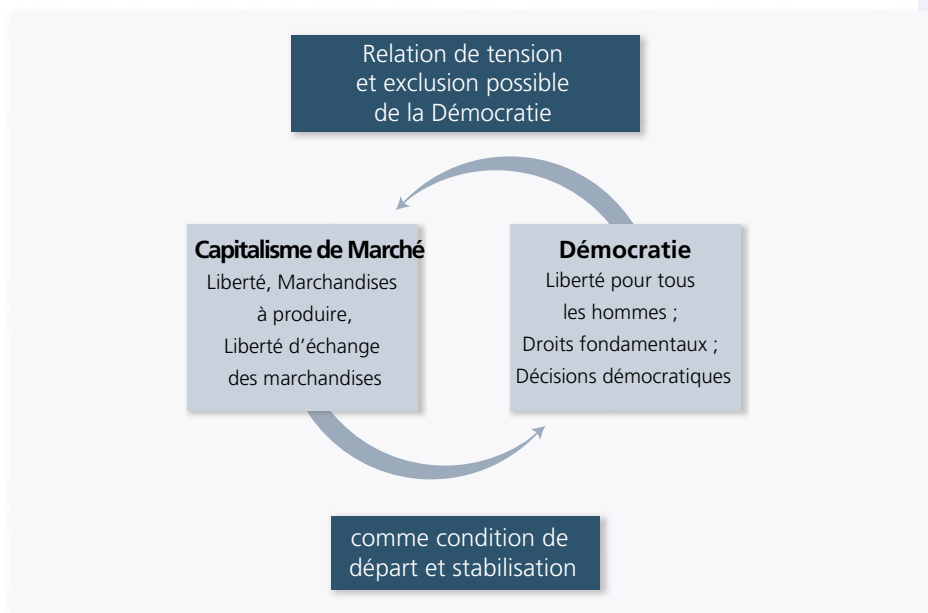 Relation de tension
et exclusion possible
de la Démocratie
Capitalisme de Marché
Liberté, Marchandises
à produire,
Liberté d’échange
des marchandises
Démocratie
Liberté pour tous
les hommes ;
Droits fondamentaux ;
Décisions démocratiques
comme condition de
départ et stabilisation